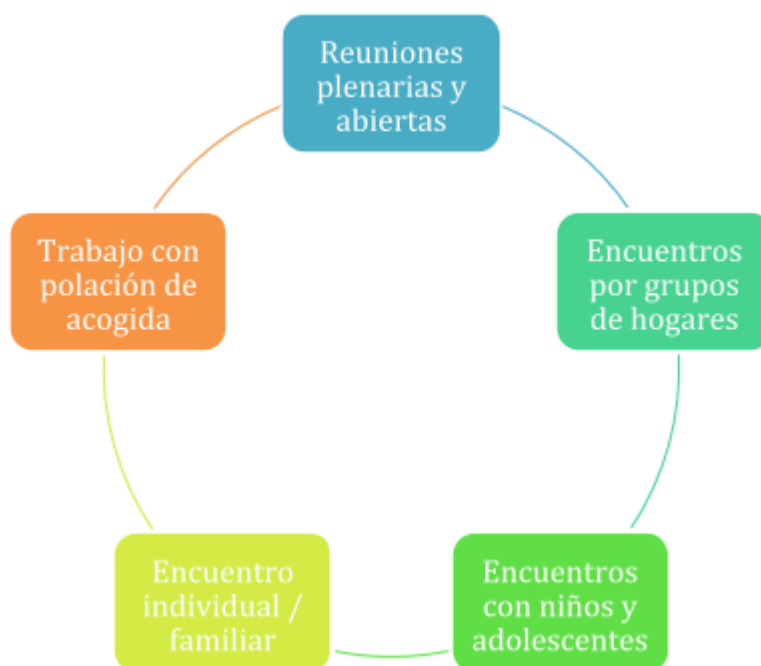 Reuniones
plenarias y
abiertas
Encuentros
por grupos
de hogares
Encuentros
con niños y
adolescentes
Encuentro
individual /
familiar
Trabajo con
polación de
acogida